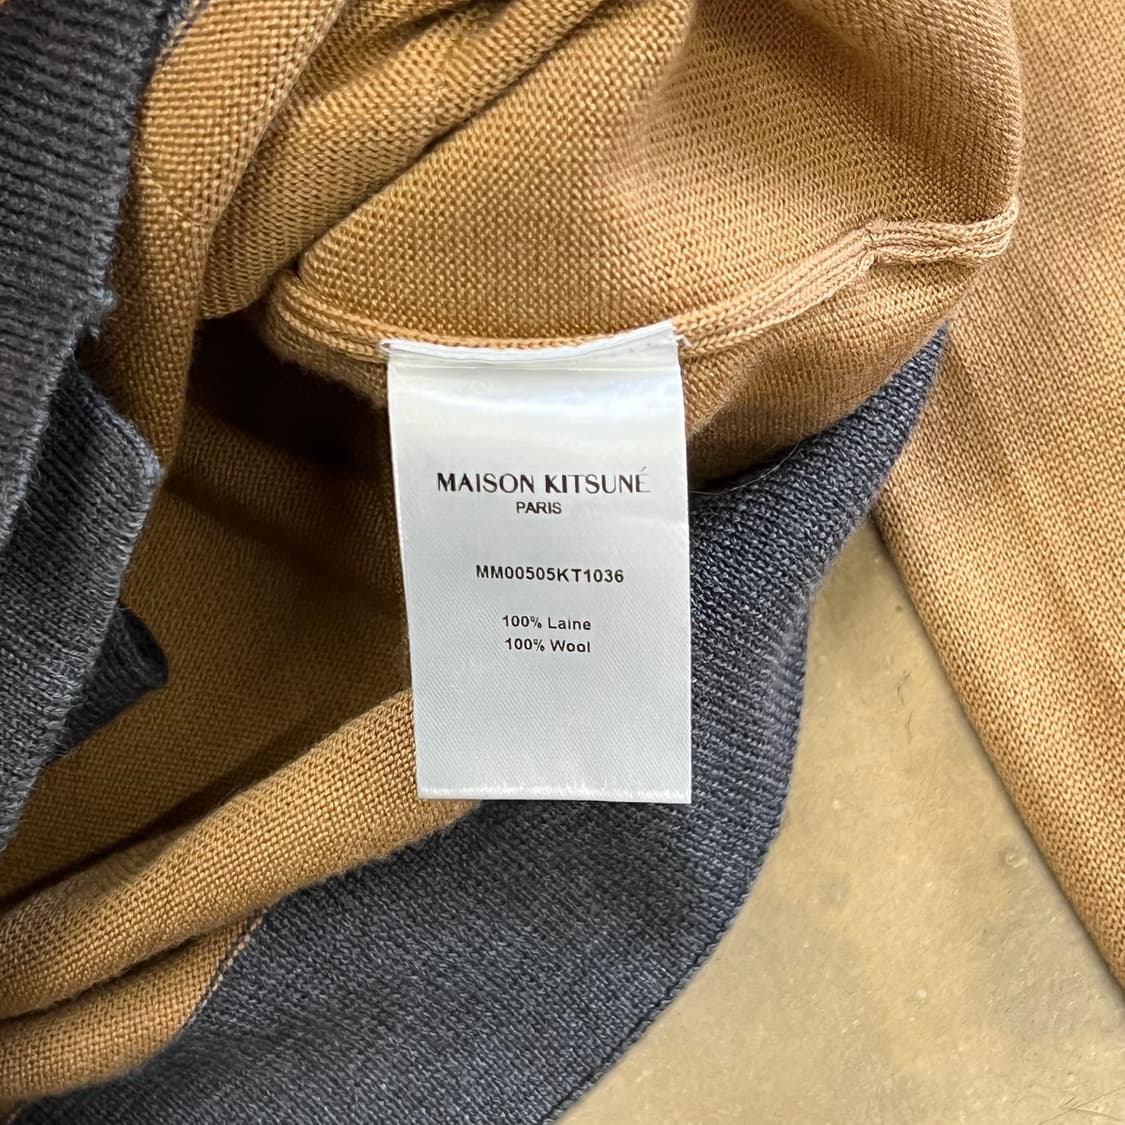 MAISON KITSUNÉ
PARIS
MM00505KT1036
100% Laine
100% Wool